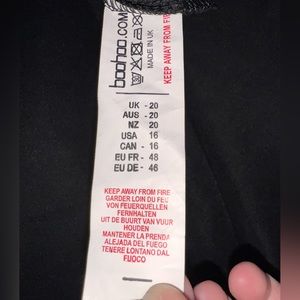 boohoo.COM
MADE IN UK
KEEP AWAY FROM FIRE
UK - 20
AUS - 20
NZ - 20
USA - 16
CAN - 16
EU FR - 48
EU DE - 46
KEEP AWAY FROM FIRE
GARDER LOIN DU FEU
VON FEUERQUELLEN
FERNHALTEN
UIT DE BUURT VAN VUUR
HOUDEN
MANTENER LA PRENDA
ALEJADA DEL FUEGO
TENERE LONTANO DAL
FUOCO